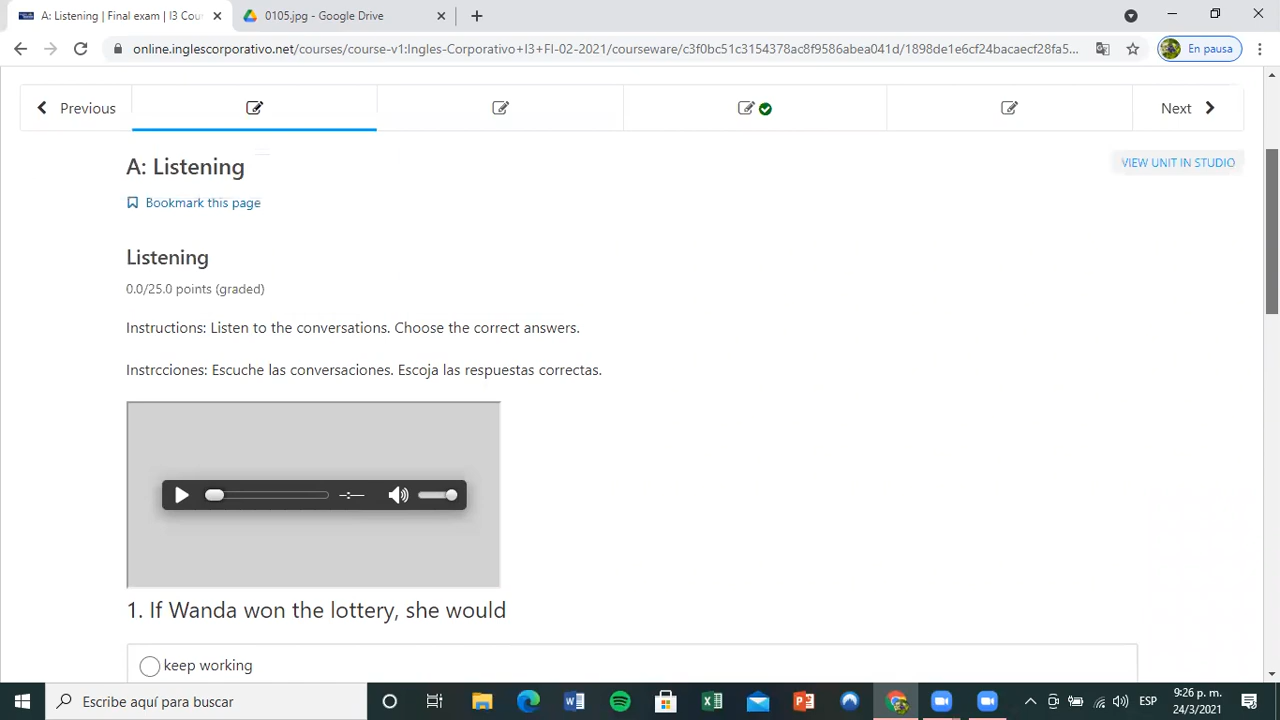 A: Listening | Final exam | I3 Cou
0105.jpg - Google Drive
online.inglescorporativo.net/courses/course-v1:Ingles-Corporativo+I3+FI-02-2021/courseware/c3f0bc51c3154378ac8f9586abea041d/1898de1e6cf24bacaecf28fa5...
En pausa
Previous
Next
A: Listening
VIEW UNIT IN STUDIO
Bookmark this page
Listening
0.0/25.0 points (graded)
Instructions: Listen to the conversations. Choose the correct answers.
Instrcciones: Escuche las conversaciones. Escoja las respuestas correctas.
-:--
1. If Wanda won the lottery, she would
keep working
Escribe aquí para buscar
ESP
9:26 p. m.
24/3/2021